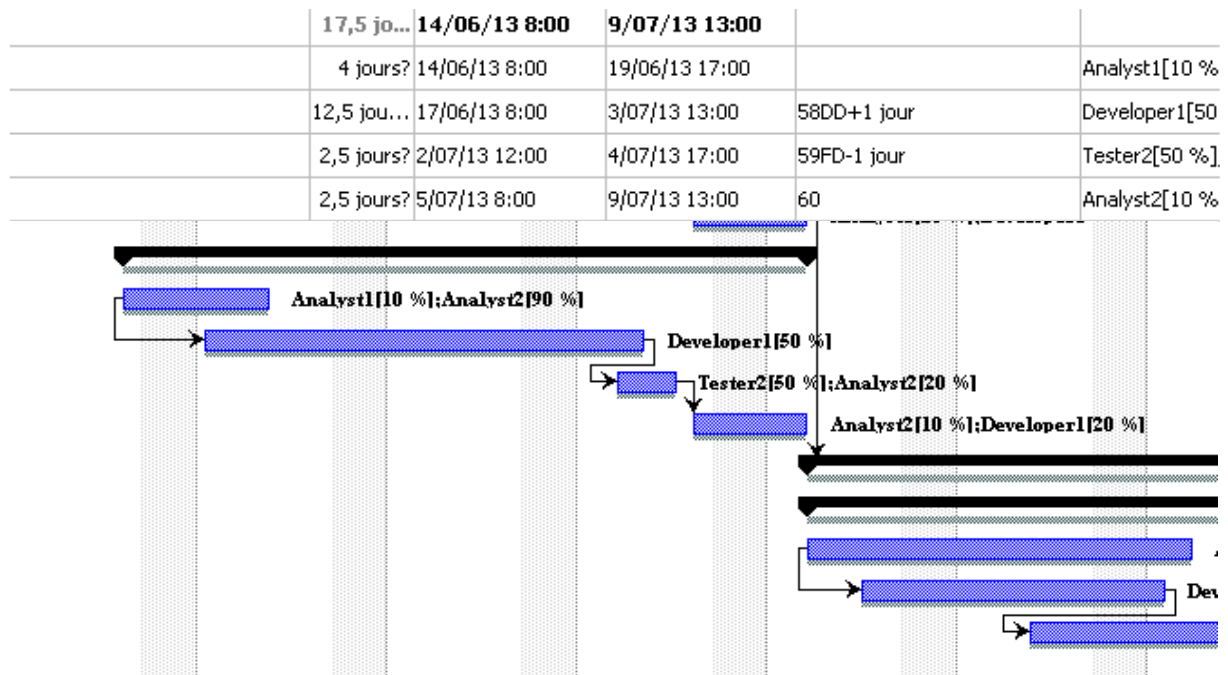 17,5 jo... 14/06/13 8:00 9/07/13 13:00
4 jours? 14/06/13 8:00 19/06/13 17:00 Analyst1[10 %
12,5 jou... 17/06/13 8:00 3/07/13 13:00 58DD+1 jour Developer1[50
2,5 jours? 2/07/13 12:00 4/07/13 17:00 59FD-1 jour Tester2[50 %]
2,5 jours? 5/07/13 8:00 9/07/13 13:00 60 Analyst2[10 %
Analyst1[10 %];Analyst2[90 %]
Developer1[50 %]
Tester2[50 %];Analyst2[20 %]
Analyst2[10 %];Developer1[20 %]
Dev